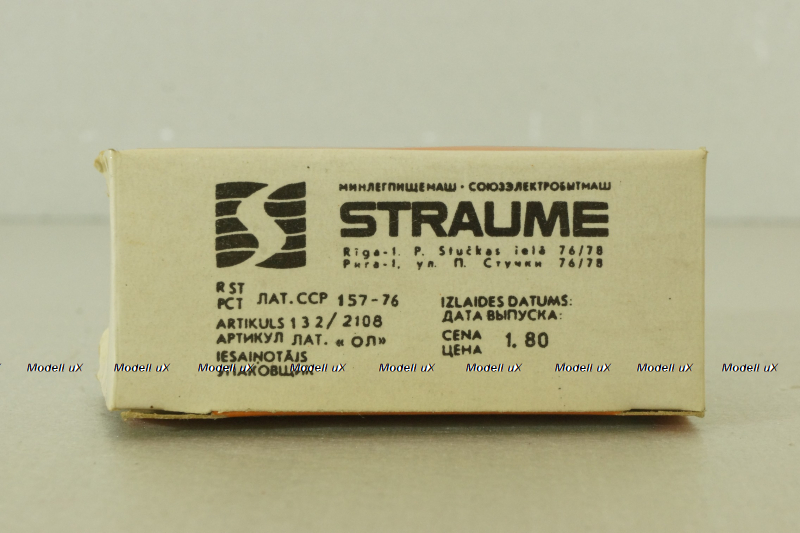 МИНЛЕГПИЩЕМАШ · СОЮЗЭЛЕКТРОБЫТМАШ
STRAUME
Rīga-1. P. Stučkas ielā 76/78
Рига-1, ул. П. Стучки 76/78
RST
РСТ ЛАТ.ССР 157-76
ARTIKULS 132/2108
АРТИКУЛ ЛАТ. «ОЛ»
IESAIŅOTĀJS
УПАКОВЩИК
IZLAIDES DATUMS:
ДАТА ВЫПУСКА:
CENA
ЦЕНА 1.80
Modell uX Modell uX Modell uX Modell uX Modell uX Modell uX Modell uX Modell uX Modell uX